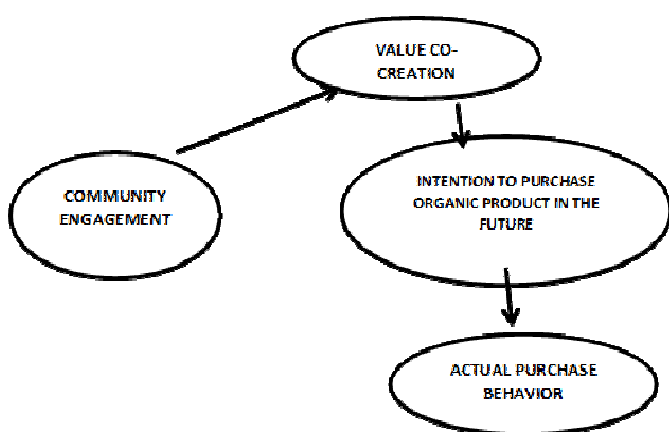 VALUE CO-
CREATION
COMMUNITY
ENGAGEMENT
INTENTION TO PURCHASE
ORGANIC PRODUCT IN THE
FUTURE
ACTUAL PURCHASE
BEHAVIOR